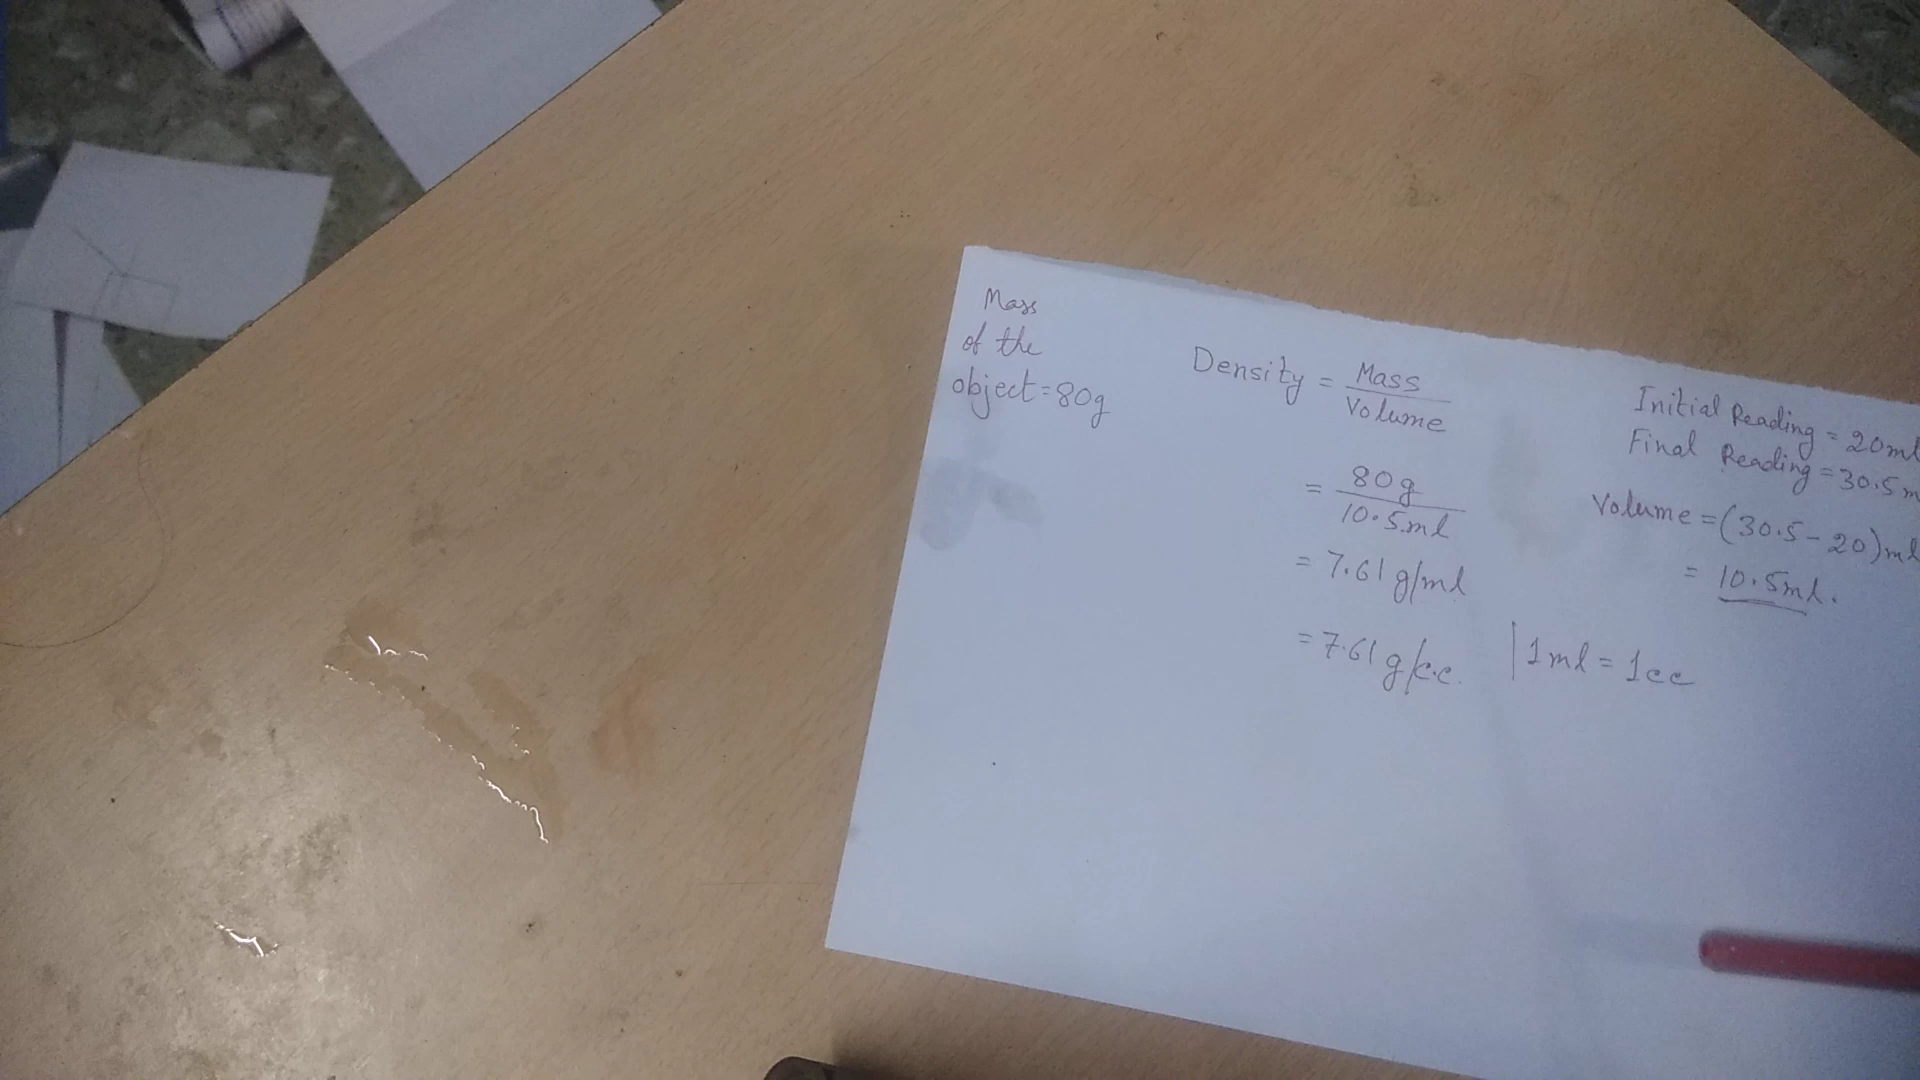 Mass
of the
object = 80g
Density = Mass
Volume
= 80g
10.5ml
= 7.61 g/ml
= 7.61 g/c.c. | 1ml = 1cc
Initial Reading = 20ml
Final Reading = 30.5 m
Volume = (30.5 - 20) ml
= 10.5ml.